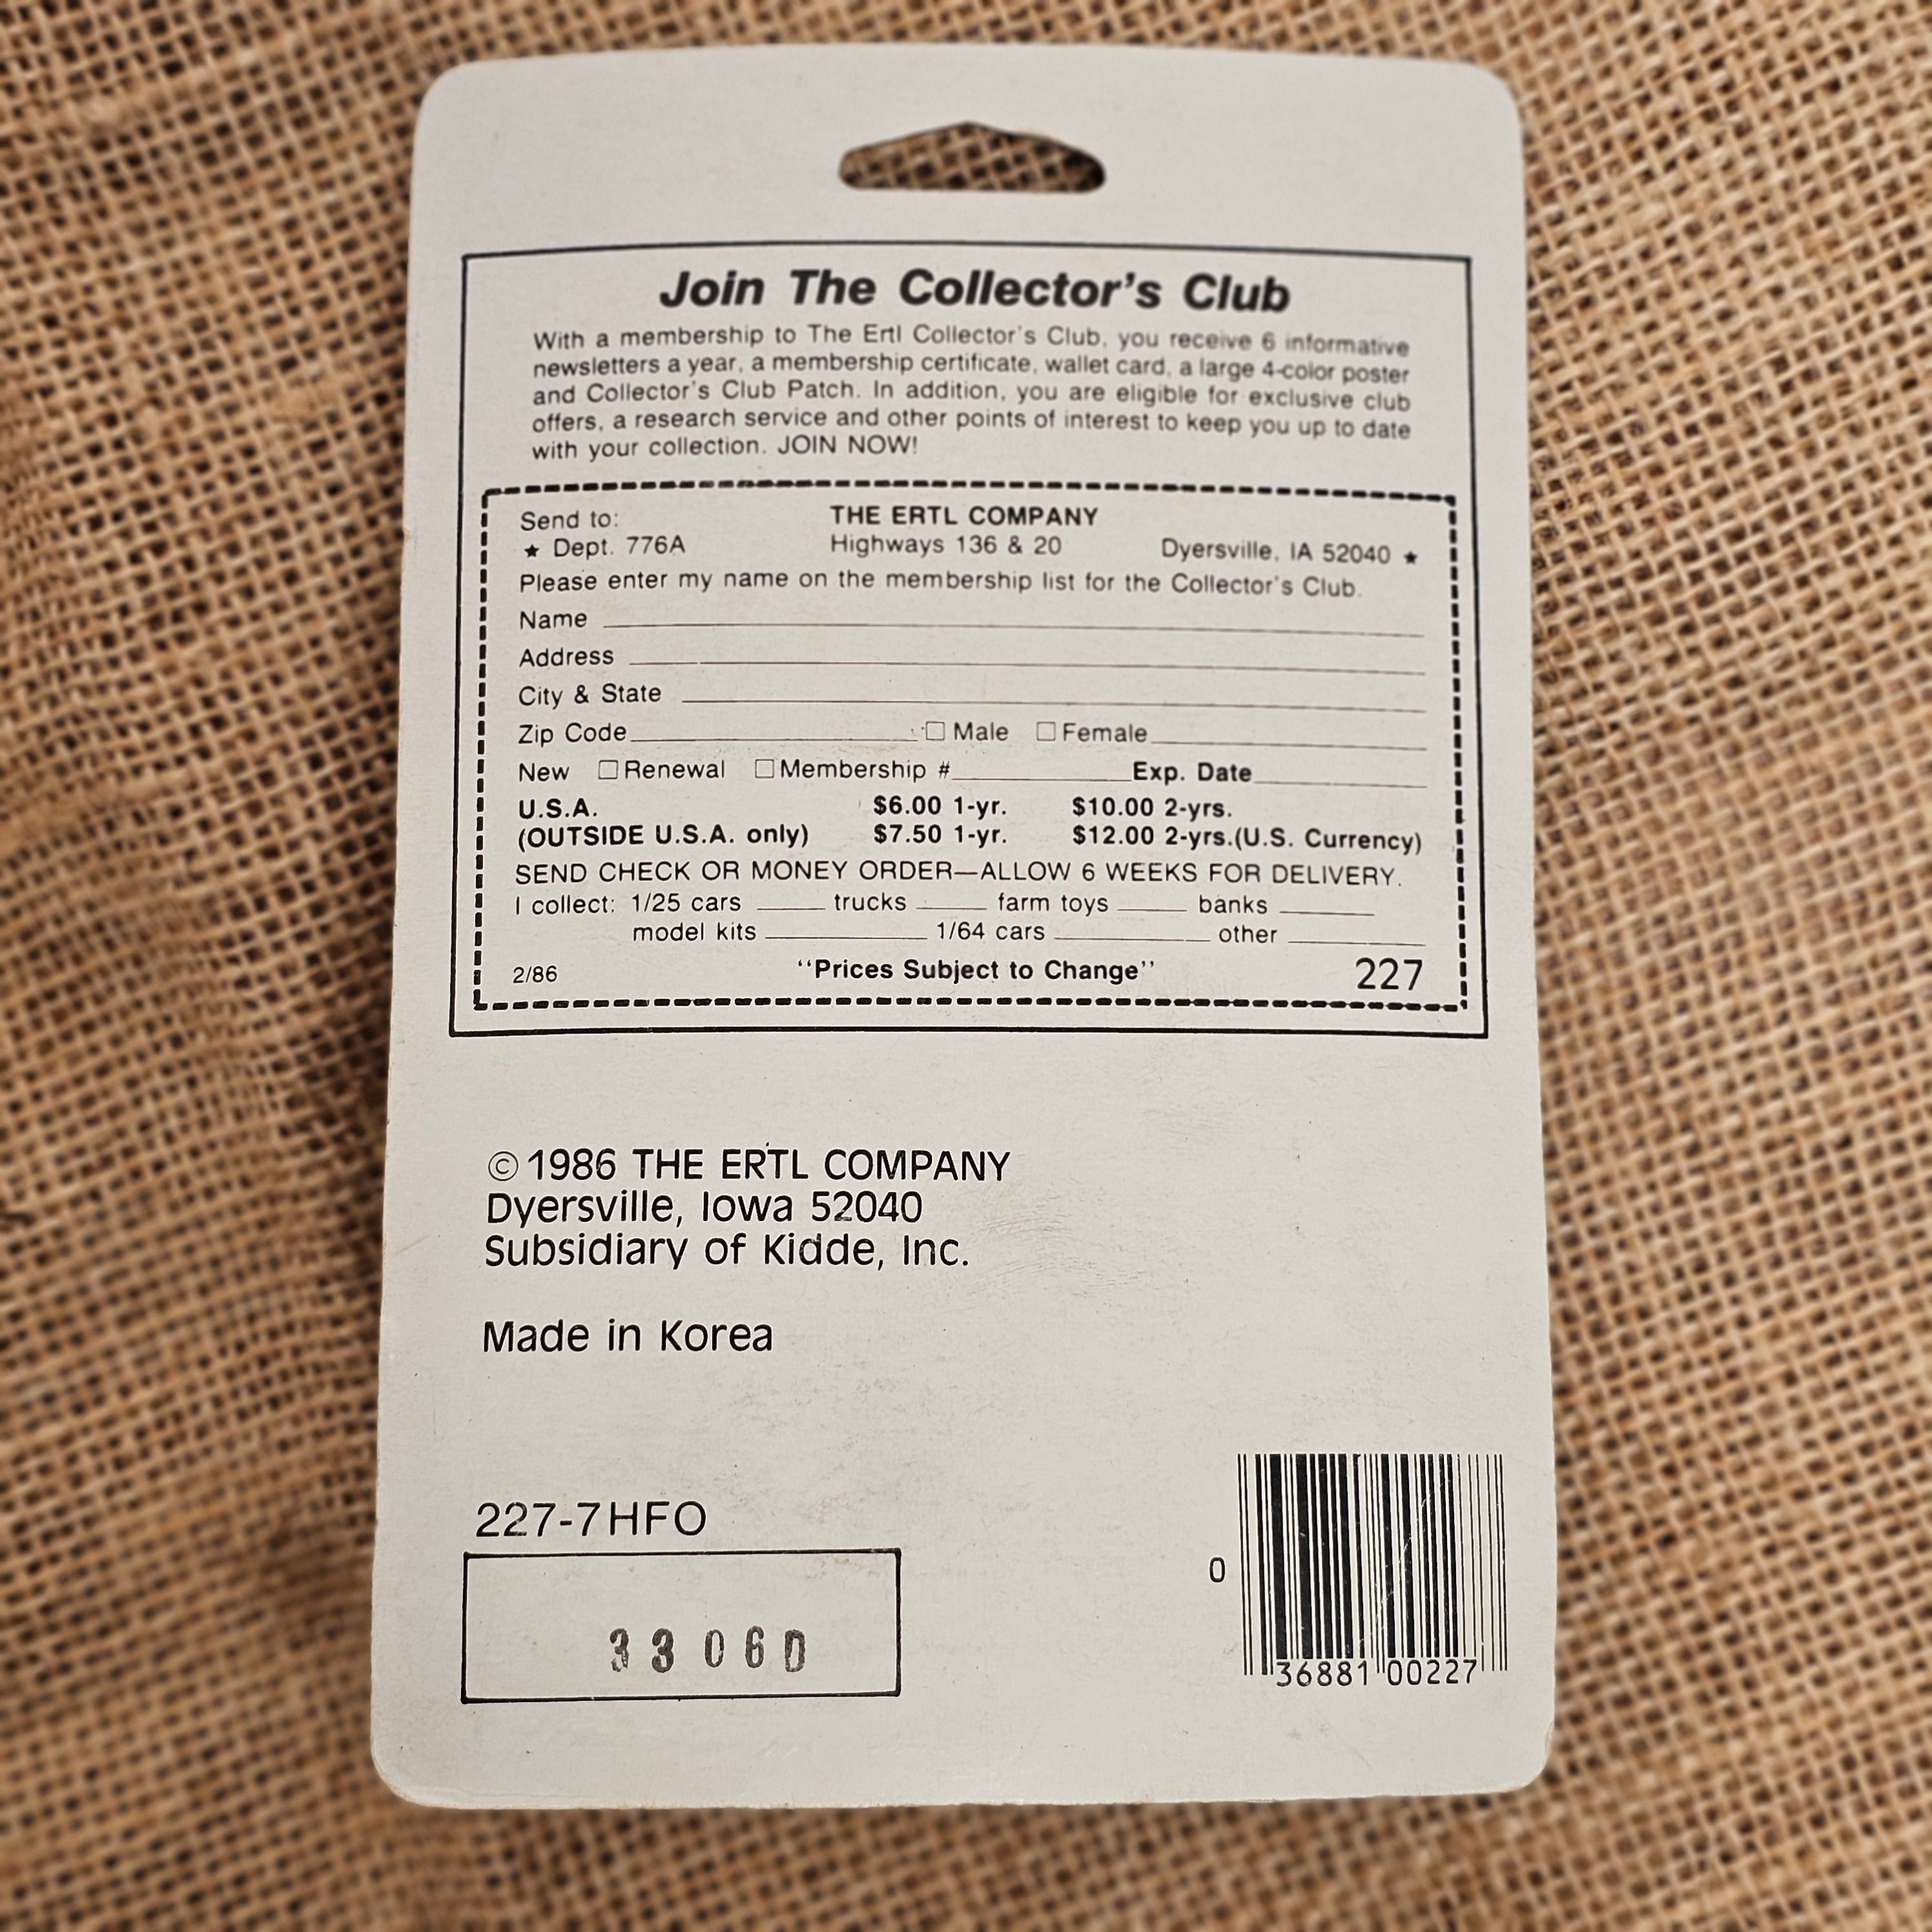 Join The Collector's Club
With a membership to The Ertl Collector's Club, you receive 6 informative
newsletters a year, a membership certificate, wallet card, a large 4-color poster
and Collector's Club Patch. In addition, you are eligible for exclusive club
offers, a research service and other points of interest to keep you up to date
with your collection. JOIN NOW!
Send to: THE ERTL COMPANY
★ Dept. 776A Highways 136 & 20 Dyersville, IA 52040 ★
Please enter my name on the membership list for the Collector's Club.
Name
Address
City & State
Zip Code □ Male □ Female
New □ Renewal □ Membership # Exp. Date
U.S.A. $6.00 1-yr. $10.00 2-yrs.
(OUTSIDE U.S.A. only) $7.50 1-yr. $12.00 2-yrs.(U.S. Currency)
SEND CHECK OR MONEY ORDER—ALLOW 6 WEEKS FOR DELIVERY.
I collect: 1/25 cars trucks farm toys banks
model kits 1/64 cars other
2/86 "Prices Subject to Change" 227
©1986 THE ERTL COMPANY
Dyersville, Iowa 52040
Subsidiary of Kidde, Inc.
Made in Korea
227-7HFO
3306D
0 36881 00227